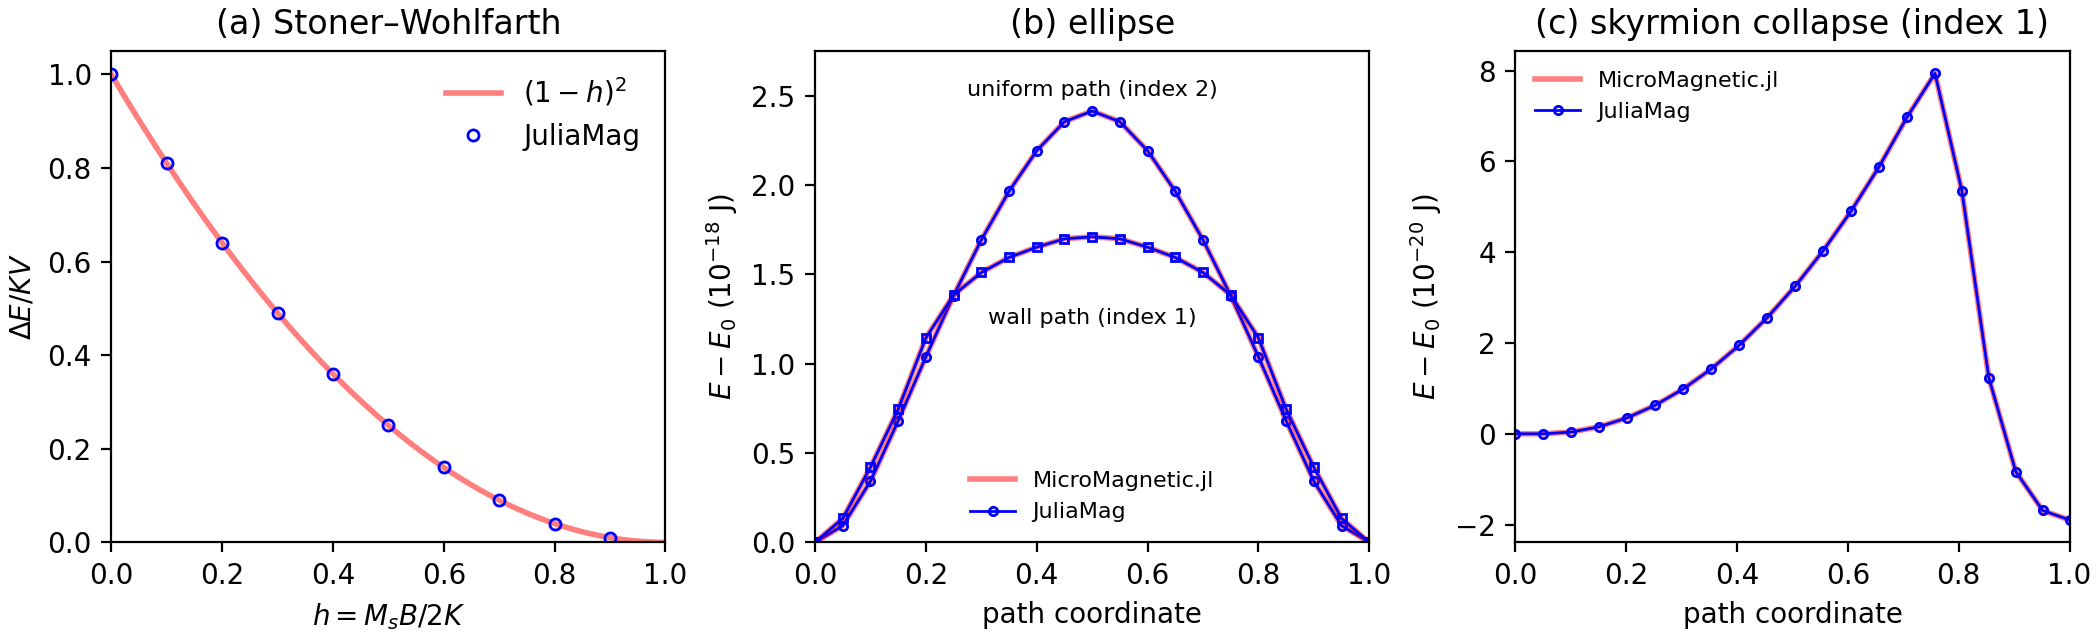 (a) Stoner–Wohlfarth
1.0
0.8
0.6
0.4
0.2
0.0
ΔE/KV
(1 − h)²
JuliaMag
0.0 0.2 0.4 0.6 0.8 1.0
h = MₛB/2K
(b) ellipse
2.5
2.0
1.5
1.0
0.5
0.0
E − E₀ (10⁻¹⁸ J)
uniform path (index 2)
wall path (index 1)
MicroMagnetic.jl
JuliaMag
0.0 0.2 0.4 0.6 0.8 1.0
path coordinate
(c) skyrmion collapse (index 1)
8
6
4
2
0
−2
E − E₀ (10⁻²⁰ J)
MicroMagnetic.jl
JuliaMag
0.0 0.2 0.4 0.6 0.8 1.0
path coordinate